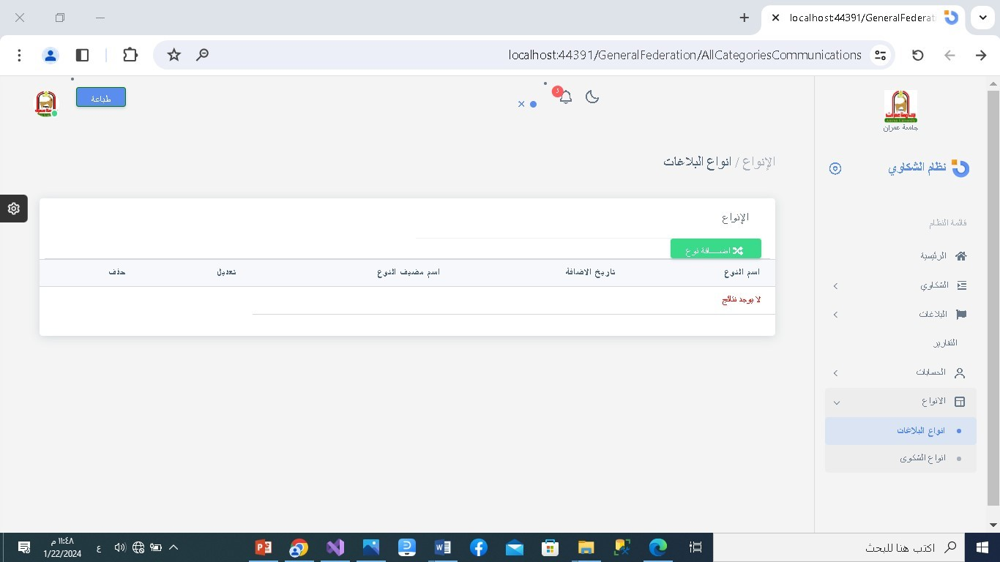 localhost:44391/GeneralFederati
localhost:44391/GeneralFederation/AllCategoriesCommunications
جامعة عمران
نظام الشكاوي
قائمة النظام
الرئيسية
الشكاوي
البلاغات
التقارير
الحسابات
الانواع
انواع البلاغات
انواع الشكوى
3
طباعة
الإنواع / انواع البلاغات
الإنواع
اضـــافة نوع
اسم النوع تاريخ الاضافة اسم مضيف النوع تعديل حذف
لا يوجد نتائج
اكتب هنا للبحث
ع
١١:٤٨ م
1/22/2024